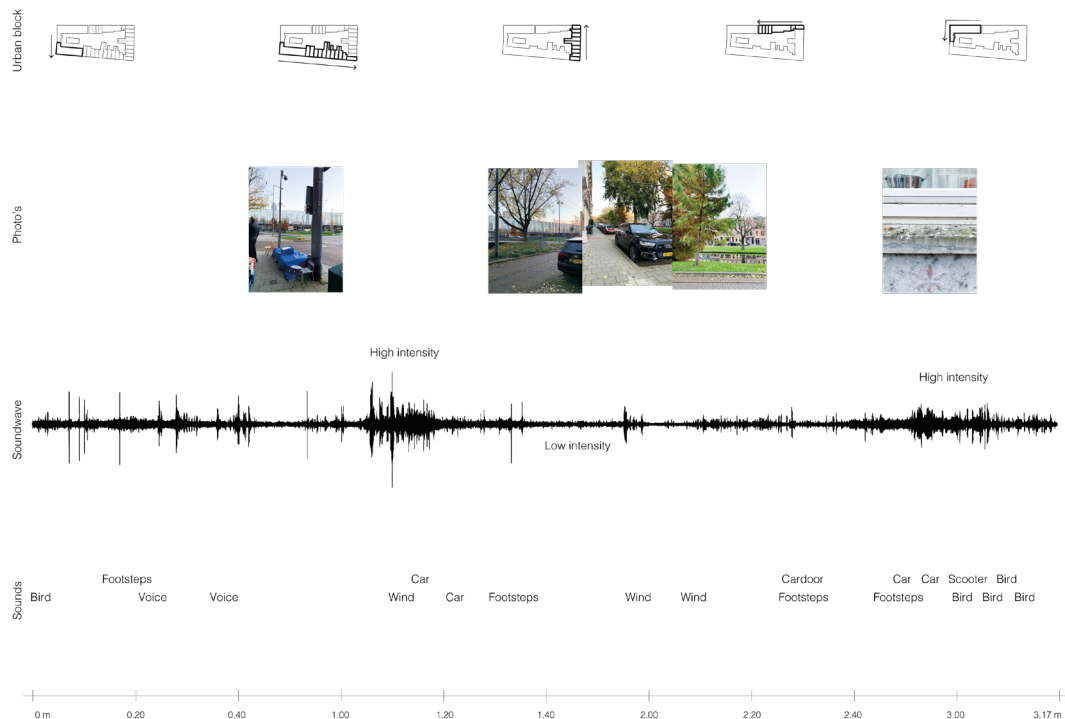 Urban block
Photo's
High intensity
High intensity
Soundwave
Low intensity
Footsteps Car Cardoor Car Car Scooter Bird
Sounds
Bird Voice Voice Wind Car Footsteps Wind Wind Footsteps Footsteps Bird Bird Bird
0 m 0.20 0.40 1.00 1.20 1.40 2.00 2.20 2.40 3.00 3.17 m